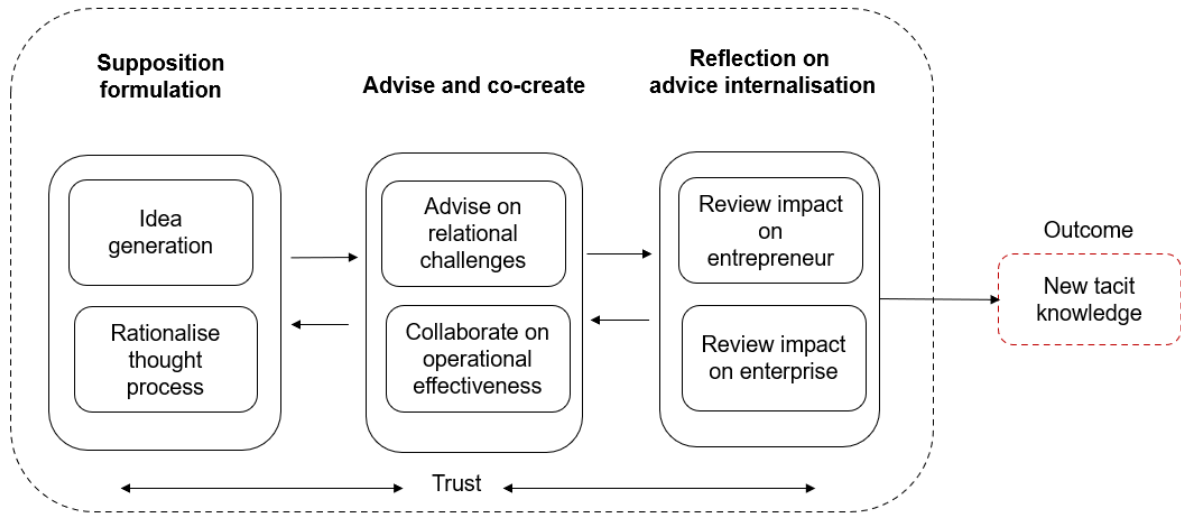 Supposition
formulation
Advise and co-create
Reflection on
advice internalisation
Idea
generation
Rationalise
thought
process
Advise on
relational
challenges
Collaborate on
operational
effectiveness
Review impact
on
entrepreneur
Review impact
on enterprise
Outcome
New tacit
knowledge
Trust